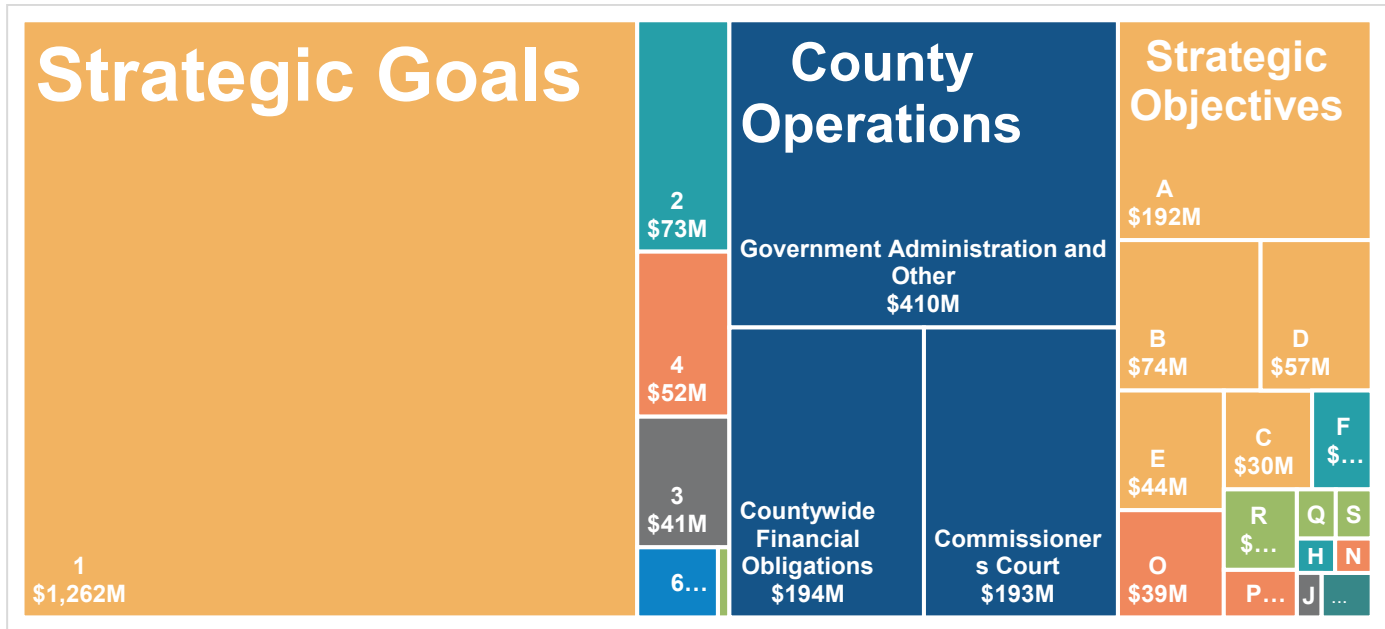 Strategic Goals
1
$1,262M
2
$73M
4
$52M
3
$41M
6...
County
Operations
Government Administration and
Other
$410M
Countywide
Financial
Obligations
$194M
Commissioner
s Court
$193M
Strategic
Objectives
A
$192M
B
$74M
D
$57M
E
$44M
C
$30M
F
$...
O
$39M
R
$...
Q
S
H
N
P...
J
...